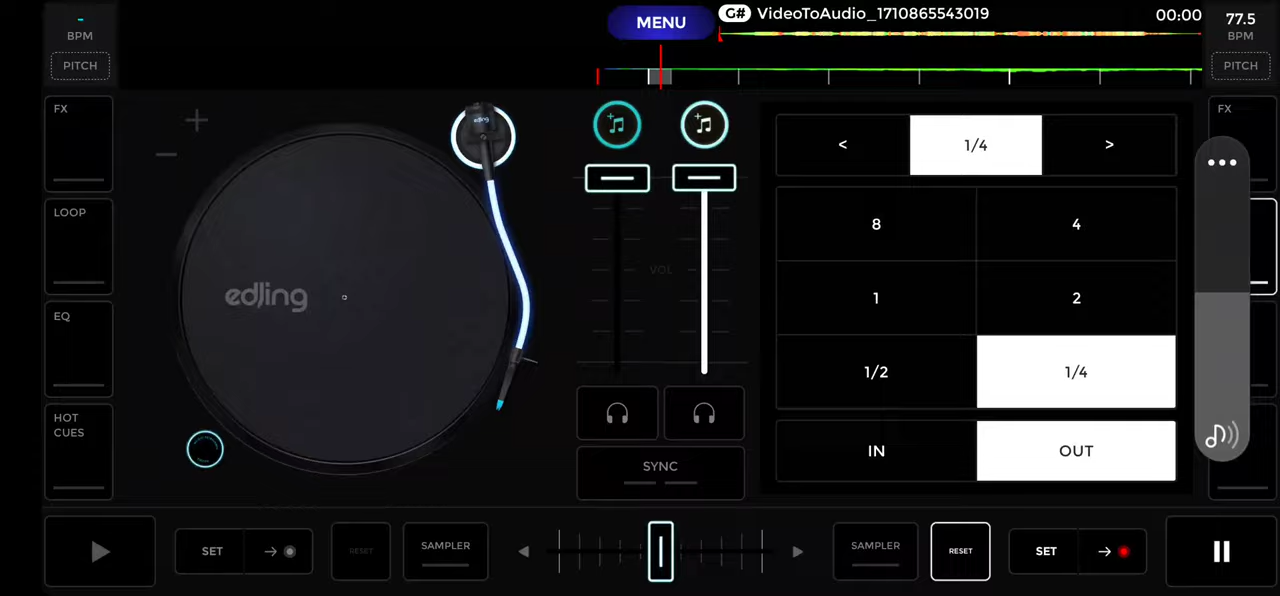 BPM
PITCH
MENU
G# VideoToAudio_1710865543019
00:00
77.5
BPM
PITCH
FX
LOOP
EQ
HOT
CUES
edjing
edjing
VOL
SYNC
< 1/4 >
8 4
1 2
1/2 1/4
IN OUT
FX
SET
RESET
SAMPLER
SAMPLER
RESET
SET